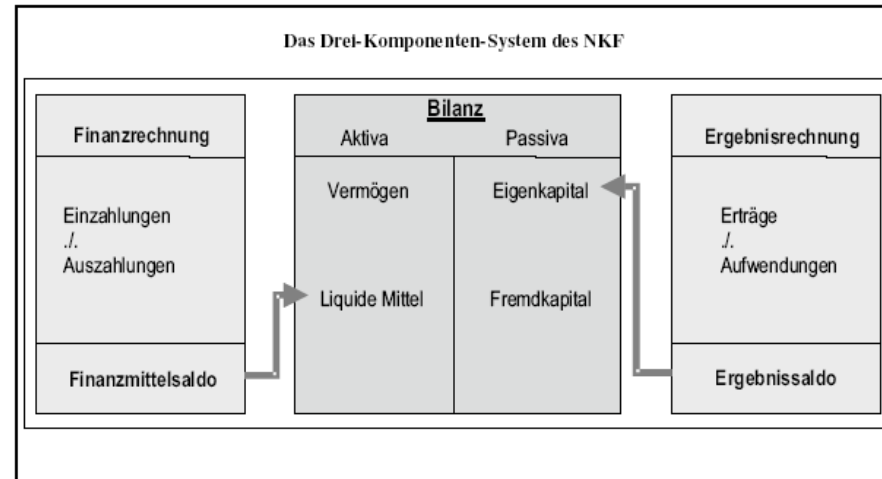 Das Drei-Komponenten-System des NKF
Finanzrechnung
Einzahlungen
./.
Auszahlungen
Finanzmittelsaldo
Bilanz
Aktiva Passiva
Vermögen Eigenkapital
Liquide Mittel Fremdkapital
Ergebnisrechnung
Erträge
./.
Aufwendungen
Ergebnissaldo